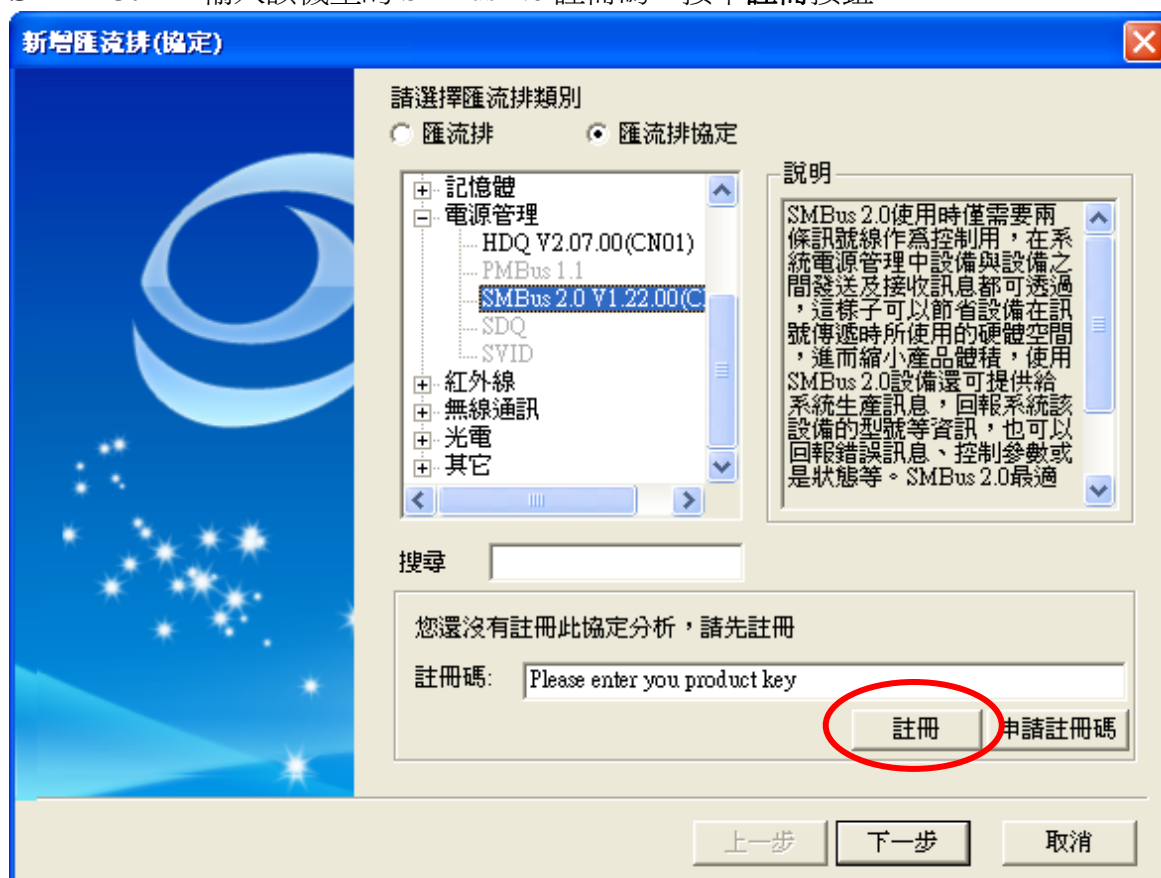 新增匯流排(協定)
請選擇匯流排類別
匯流排
匯流排協定
記憶體
電源管理
HDQ V2.07.00(CN01)
PMBus 1.1
SMBus 2.0 V1.22.00(C
SDQ
SVID
紅外線
無線通訊
光電
其它
說明
SMBus 2.0使用時僅需要兩
條訊號線作爲控制用，在系
統電源管理中設備與設備之
間發送及接收訊息都可透過
，這樣子可以節省設備在訊
號傳遞時所使用的硬體空間
，進而縮小產品體積，使用
SMBus 2.0設備還可提供給
系統生產訊息，回報系統該
設備的型號等資訊，也可以
回報錯誤訊息、控制參數或
是狀態等。SMBus 2.0最適
搜尋
您還沒有註冊此協定分析，請先註冊
註冊碼:
Please enter you product key
註冊
申請註冊碼
上一步
下一步
取消